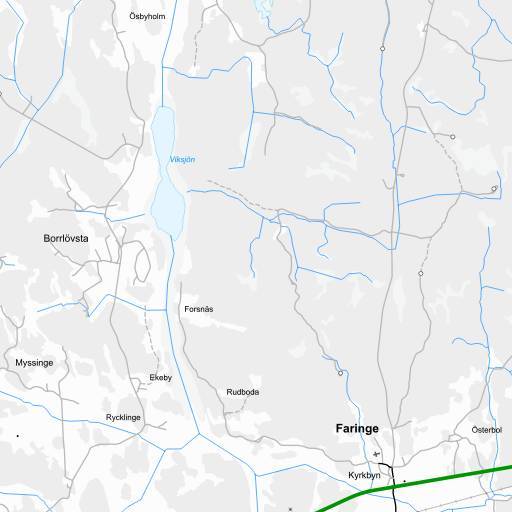 Ösbyholm
Viksjön
Borrlövsta
Forsnäs
Myssinge
Ekeby
Rudboda
Rycklinge
Faringe
Österbol
Kyrkbyn